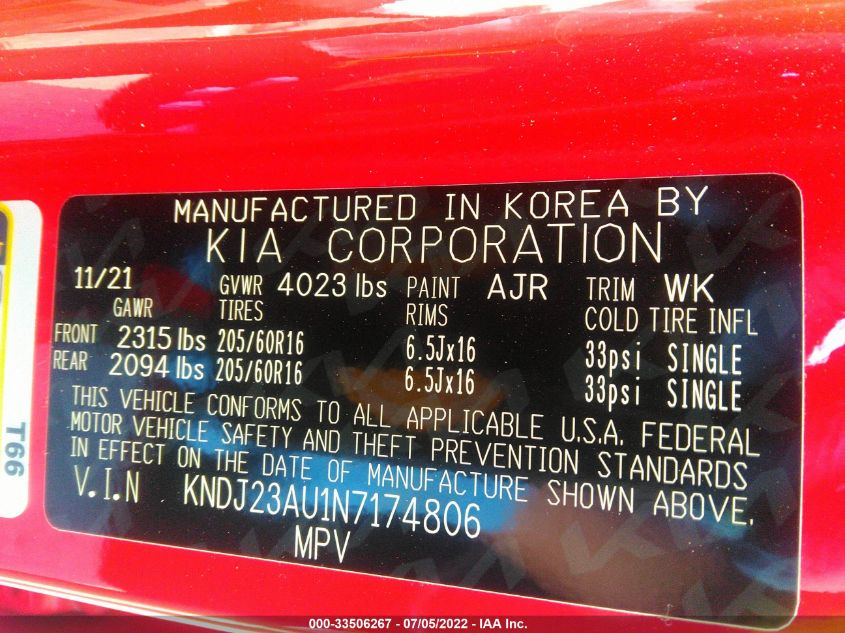 MANUFACTURED IN KOREA BY
KIA CORPORATION
11/21 GVWR 4023 lbs PAINT AJR TRIM WK
GAWR TIRES RIMS COLD TIRE INFL
FRONT 2315 lbs 205/60R16 6.5Jx16 33psi SINGLE
REAR 2094 lbs 205/60R16 6.5Jx16 33psi SINGLE
THIS VEHICLE CONFORMS TO ALL APPLICABLE U.S.A. FEDERAL
MOTOR VEHICLE SAFETY AND THEFT PREVENTION STANDARDS
IN EFFECT ON THE DATE OF MANUFACTURE SHOWN ABOVE.
V.I.N KNDJ23AU1N7174806
MPV
T66
000-33506267 - 07/05/2022 - IAA Inc.